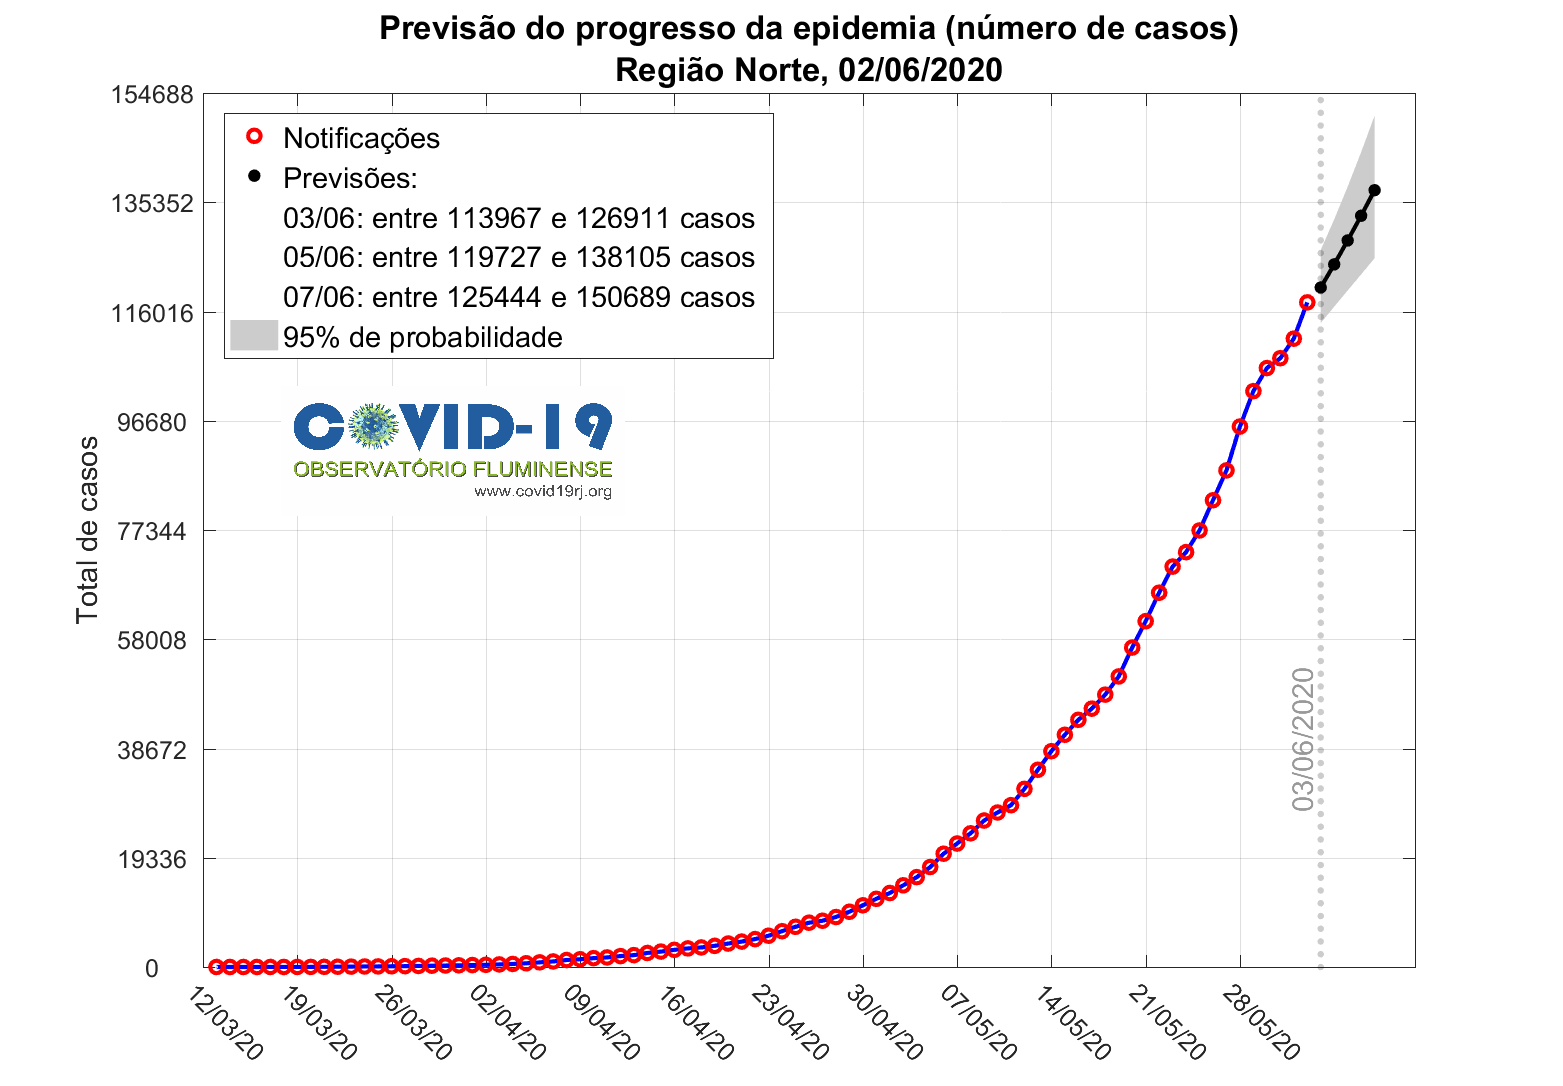 Previsão do progresso da epidemia (número de casos)
Região Norte, 02/06/2020
154688
135352
116016
96680
77344
58008
38672
19336
0
Total de casos
Notificações
Previsões:
03/06: entre 113967 e 126911 casos
05/06: entre 119727 e 138105 casos
07/06: entre 125444 e 150689 casos
95% de probabilidade
COVID-19
OBSERVATÓRIO FLUMINENSE
www.covid19rj.org
03/06/2020
12/03/20
19/03/20
26/03/20
02/04/20
09/04/20
16/04/20
23/04/20
30/04/20
07/05/20
14/05/20
21/05/20
28/05/20